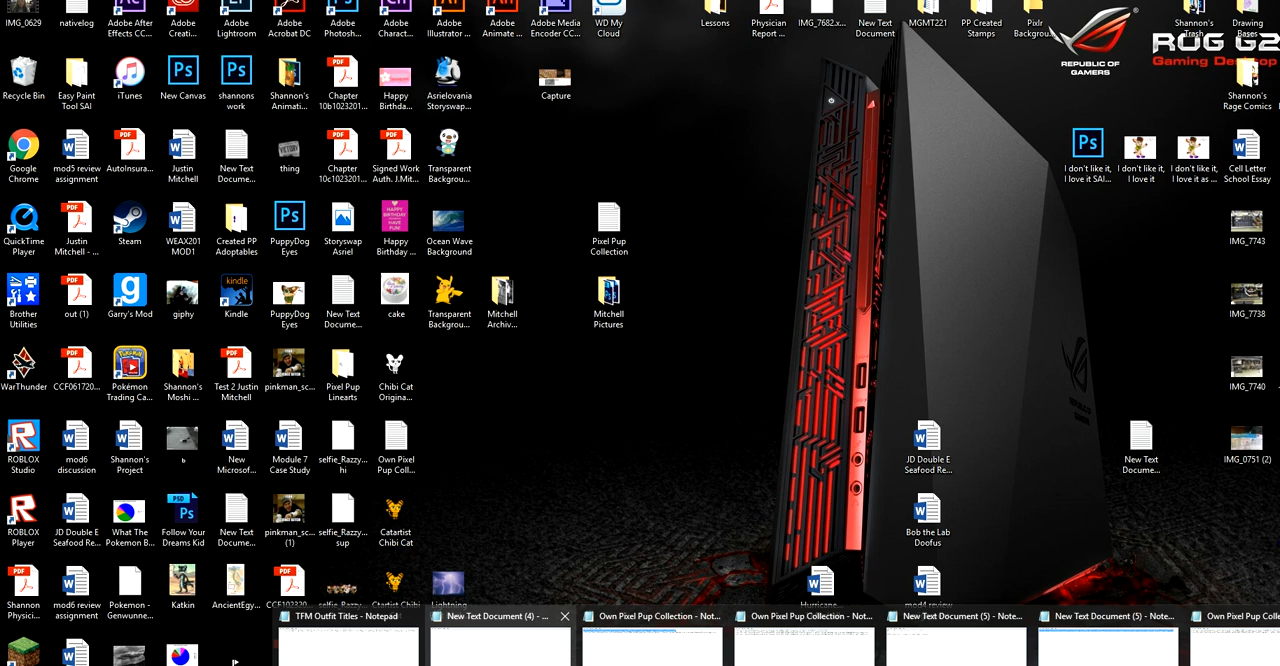 IMG_0629
nativelog
Adobe After
Effects CC...
Adobe
Creati...
Adobe
Lightroom
Adobe
Acrobat DC
Adobe
Photosh...
Adobe
Charact...
Adobe
Illustrator ...
Adobe
Animate ...
Adobe Media
Encoder CC...
WD My
Cloud
Lessons
Physician
Report ...
IMG_7682.x...
New Text
Document
MGMT221
PP Created
Stamps
Pixlr
Backgrou...
REPUBLIC OF
GAMERS
ROG G2
Gaming Desktop
Shannon's
Trash
Drawing
Bases
Recycle Bin
Easy Paint
Tool SAI
iTunes
New Canvas
shannons
work
Shannon's
Animati...
Chapter
10b1023201...
Happy
Birthda...
Asrielovania
Storyswap...
Capture
Shannon's
Rage Comics
Google
Chrome
mod5 review
assignment
AutoInsura...
Justin
Mitchell
New Text
Docume...
thing
Chapter
10c1023201...
Signed Work
Auth. J.Mit...
Transparent
Backgrou...
I don't like it,
I love it SAI...
I don't like it,
I love it
I don't like it,
I love it as ...
Cell Letter
School Essay
QuickTime
Player
Justin
Mitchell - ...
Steam
WEAX201
MOD1
Created PP
Adoptables
PuppyDog
Eyes
Storyswap
Asriel
Happy
Birthday ...
Ocean Wave
Background
Pixel Pup
Collection
IMG_7743
Brother
Utilities
out (1)
Garry's Mod
giphy
Kindle
PuppyDog
Eyes
New Text
Docume...
cake
Transparent
Backgrou...
Mitchell
Archiv...
Mitchell
Pictures
IMG_7738
WarThunder
CCF061720...
Pokémon
Trading Ca...
Shannon's
Moshi ...
Test 2 Justin
Mitchell
pinkman_sc...
Pixel Pup
Linearts
Chibi Cat
Origina...
IMG_7740
ROBLOX
Studio
mod6
discussion
Shannon's
Project
b
New
Microsof...
Module 7
Case Study
selfie_Razzy...
hi
Own Pixel
Pup Coll...
JD Double E
Seafood Re...
New Text
Docume...
IMG_0751 (2)
ROBLOX
Player
JD Double E
Seafood Re...
What The
Pokemon B...
Follow Your
Dreams Kid
New Text
Docume...
pinkman_sc...
(1)
selfie_Razzy...
sup
Catartist
Chibi Cat
Bob the Lab
Doofus
Shannon
Physici...
mod6 review
assignment
Pokemon -
Genwunne...
Katkin
AncientEgy...
CCF102320...
selfie_Razzy...
Ctartist Chibi
Lightning
Hurricane...
mod4 review
TFM Outfit Titles - Notepad
New Text Document (4) - ...
Own Pixel Pup Collection - Not...
Own Pixel Pup Collection - Not...
New Text Document (5) - Note...
New Text Document (5) - Note...
Own Pixel Pup Colle